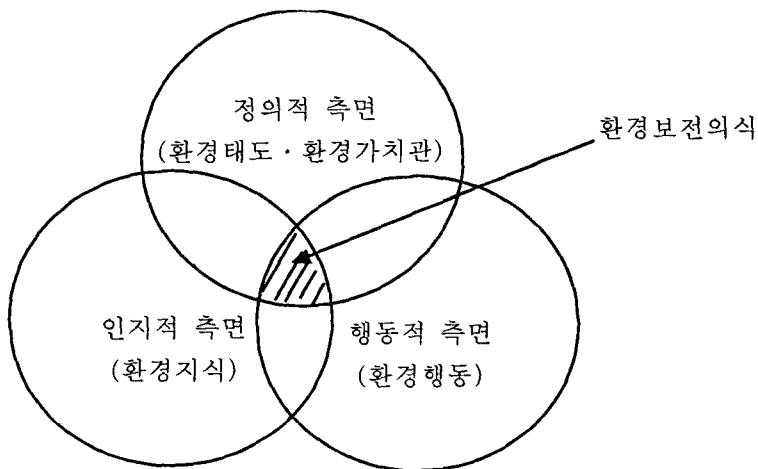 정의적 측면
(환경태도·환경가치관)
환경보전의식
인지적 측면
(환경지식)
행동적 측면
(환경행동)